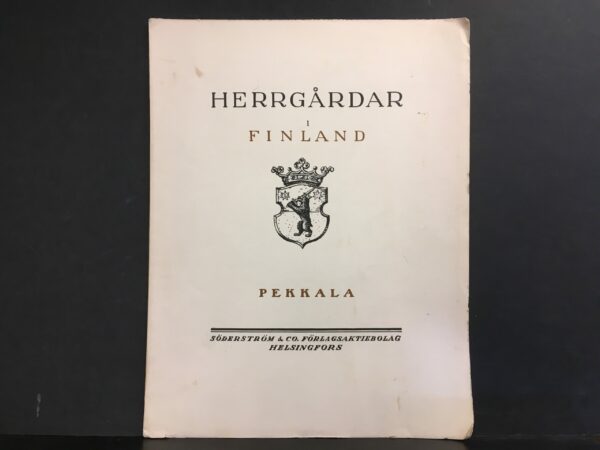 HERRGÅRDAR
I
FINLAND
PEKKALA
SÖDERSTRÖM & CO. FÖRLAGSAKTIEBOLAG
HELSINGFORS